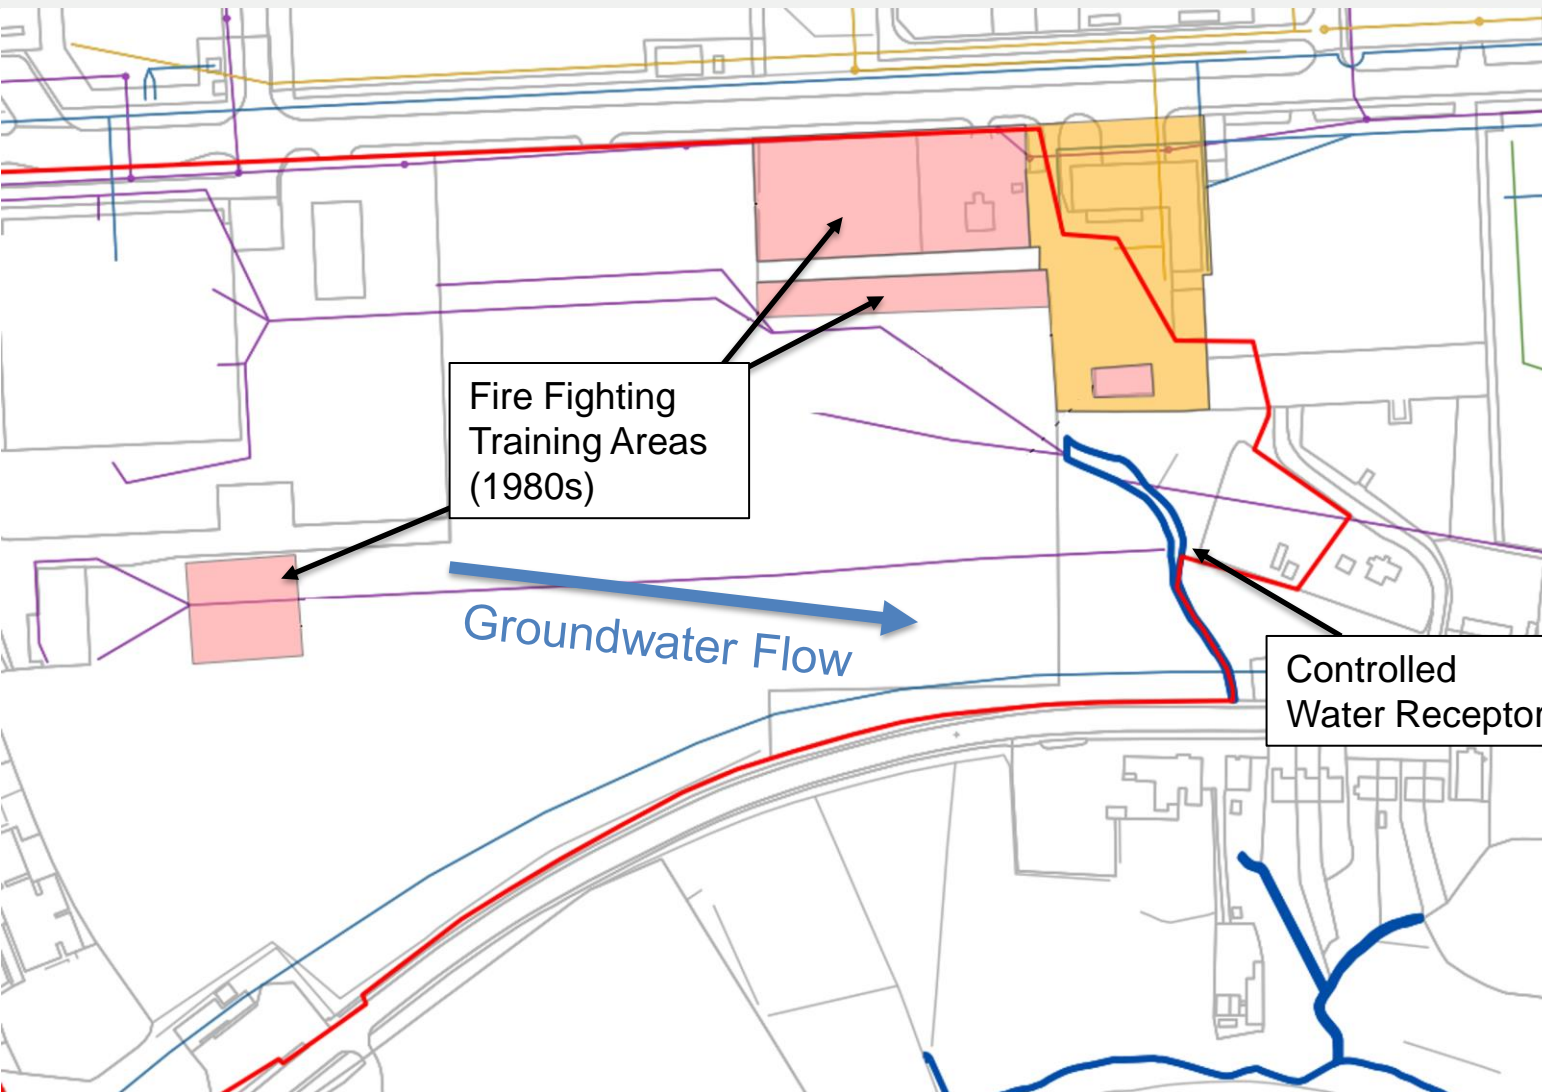 Fire Fighting
Training Areas
(1980s)
Groundwater Flow
Controlled
Water Receptor